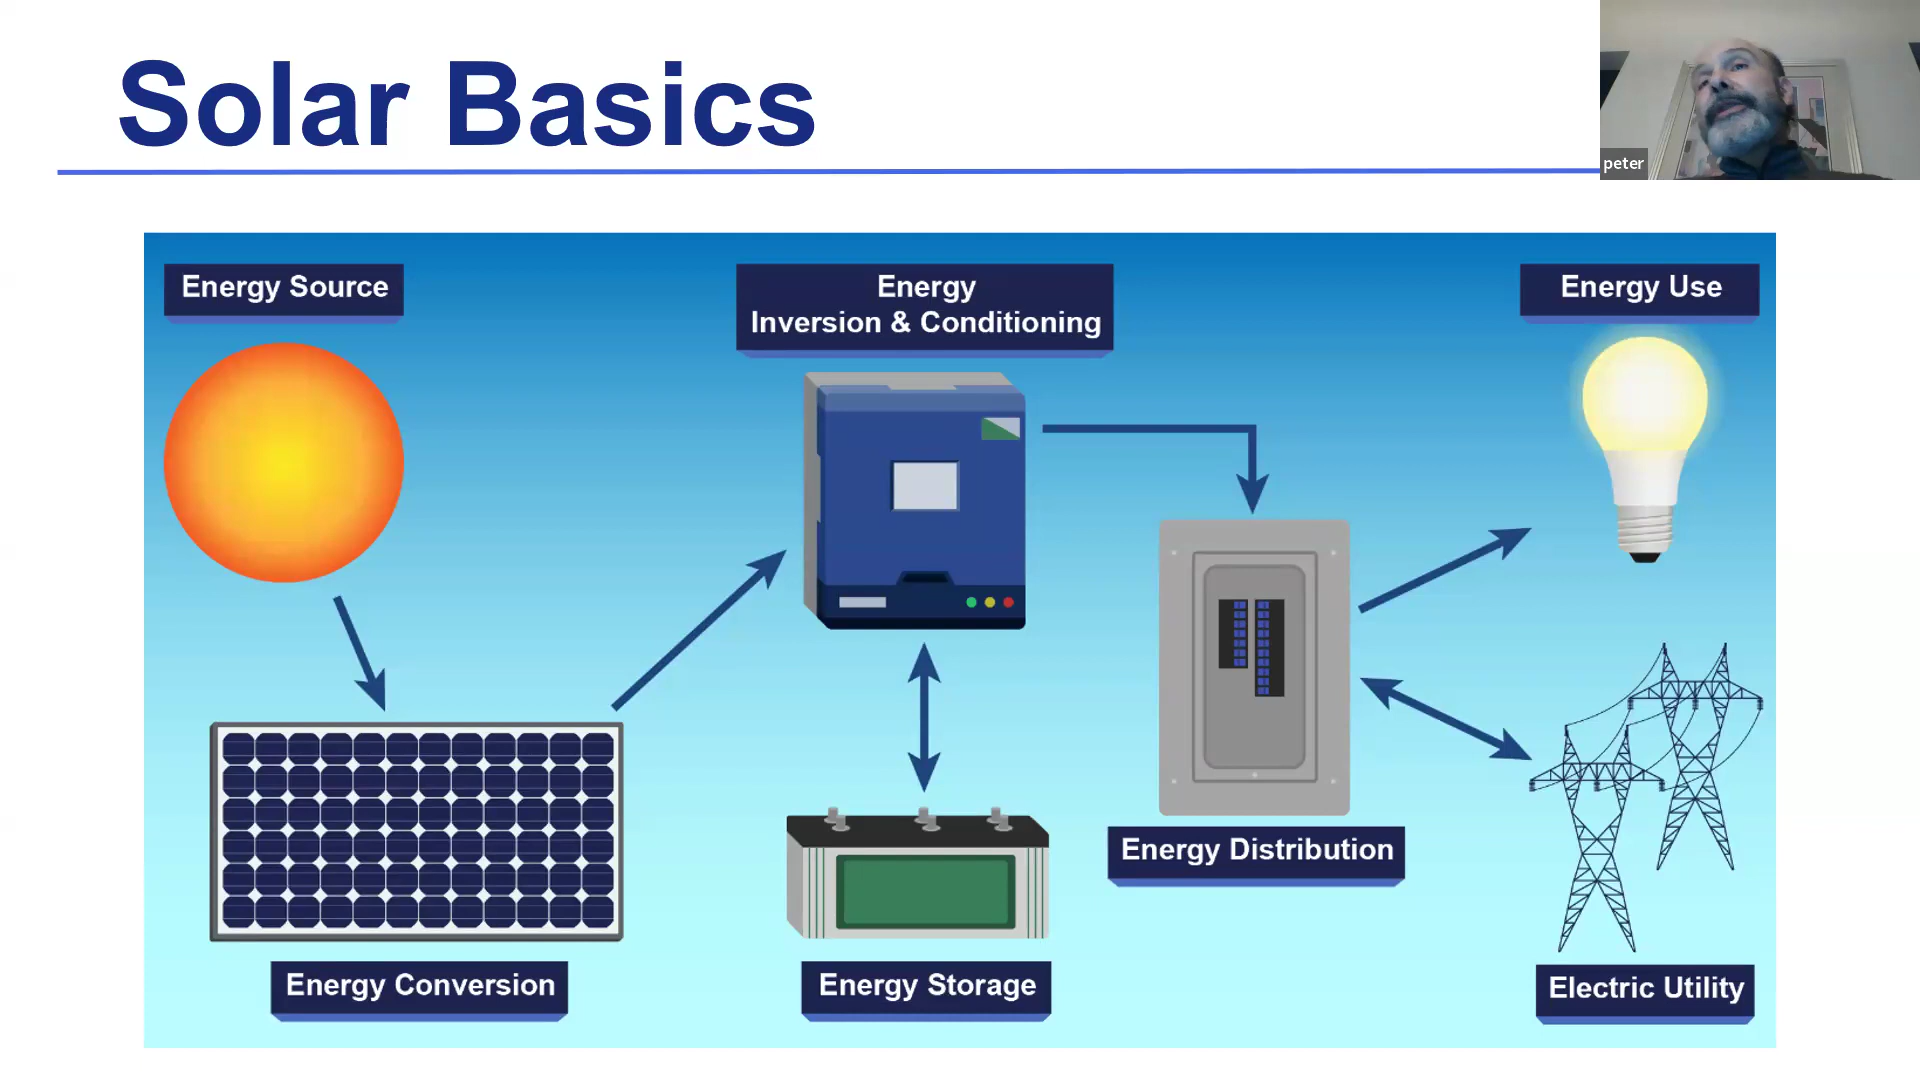 Solar Basics
peter
Energy Source
Energy
Inversion & Conditioning
Energy Use
Energy Distribution
Energy Conversion
Energy Storage
Electric Utility